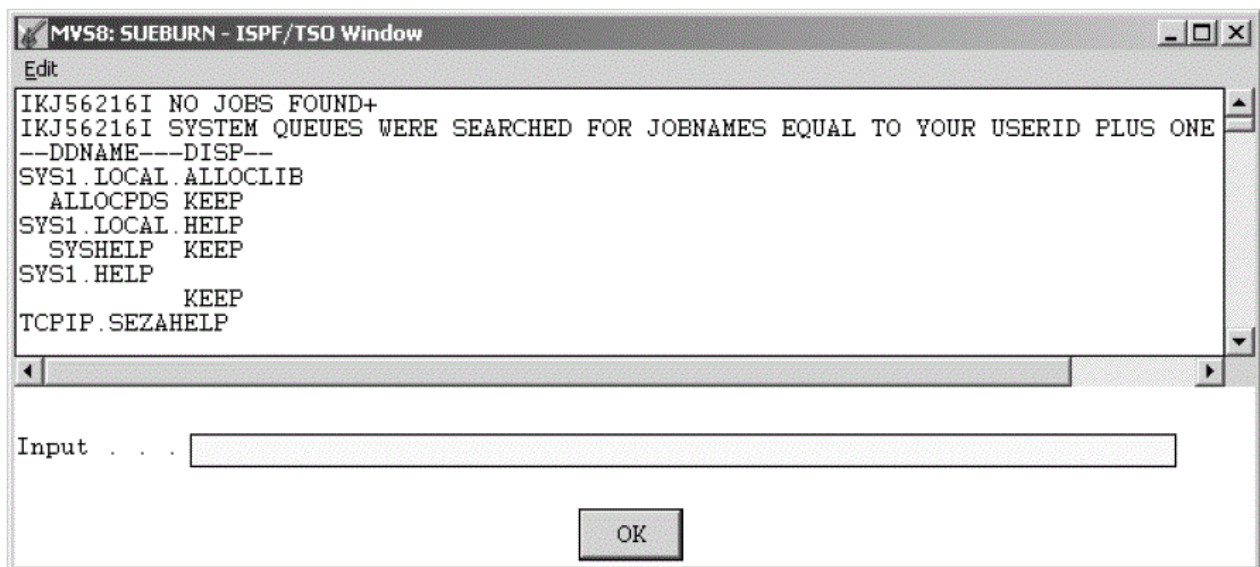 MVS8: SUEBURN - ISPF/TSO Window
Edit
IKJ56216I NO JOBS FOUND+
IKJ56216I SYSTEM QUEUES WERE SEARCHED FOR JOBNAMES EQUAL TO YOUR USERID PLUS ONE
--DDNAME---DISP--
SYS1.LOCAL.ALLOCLIB
  ALLOCPDS KEEP
SYS1.LOCAL.HELP
  SYSHELP  KEEP
SYS1.HELP
           KEEP
TCPIP.SEZAHELP
Input . . .
OK